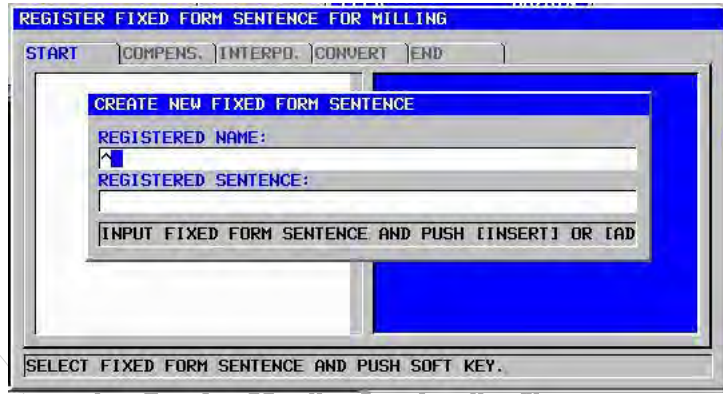 REGISTER FIXED FORM SENTENCE FOR MILLING
START COMPENS. INTERPO. CONVERT END
CREATE NEW FIXED FORM SENTENCE
REGISTERED NAME:
^
REGISTERED SENTENCE:
INPUT FIXED FORM SENTENCE AND PUSH [INSERT] OR [AD
SELECT FIXED FORM SENTENCE AND PUSH SOFT KEY.